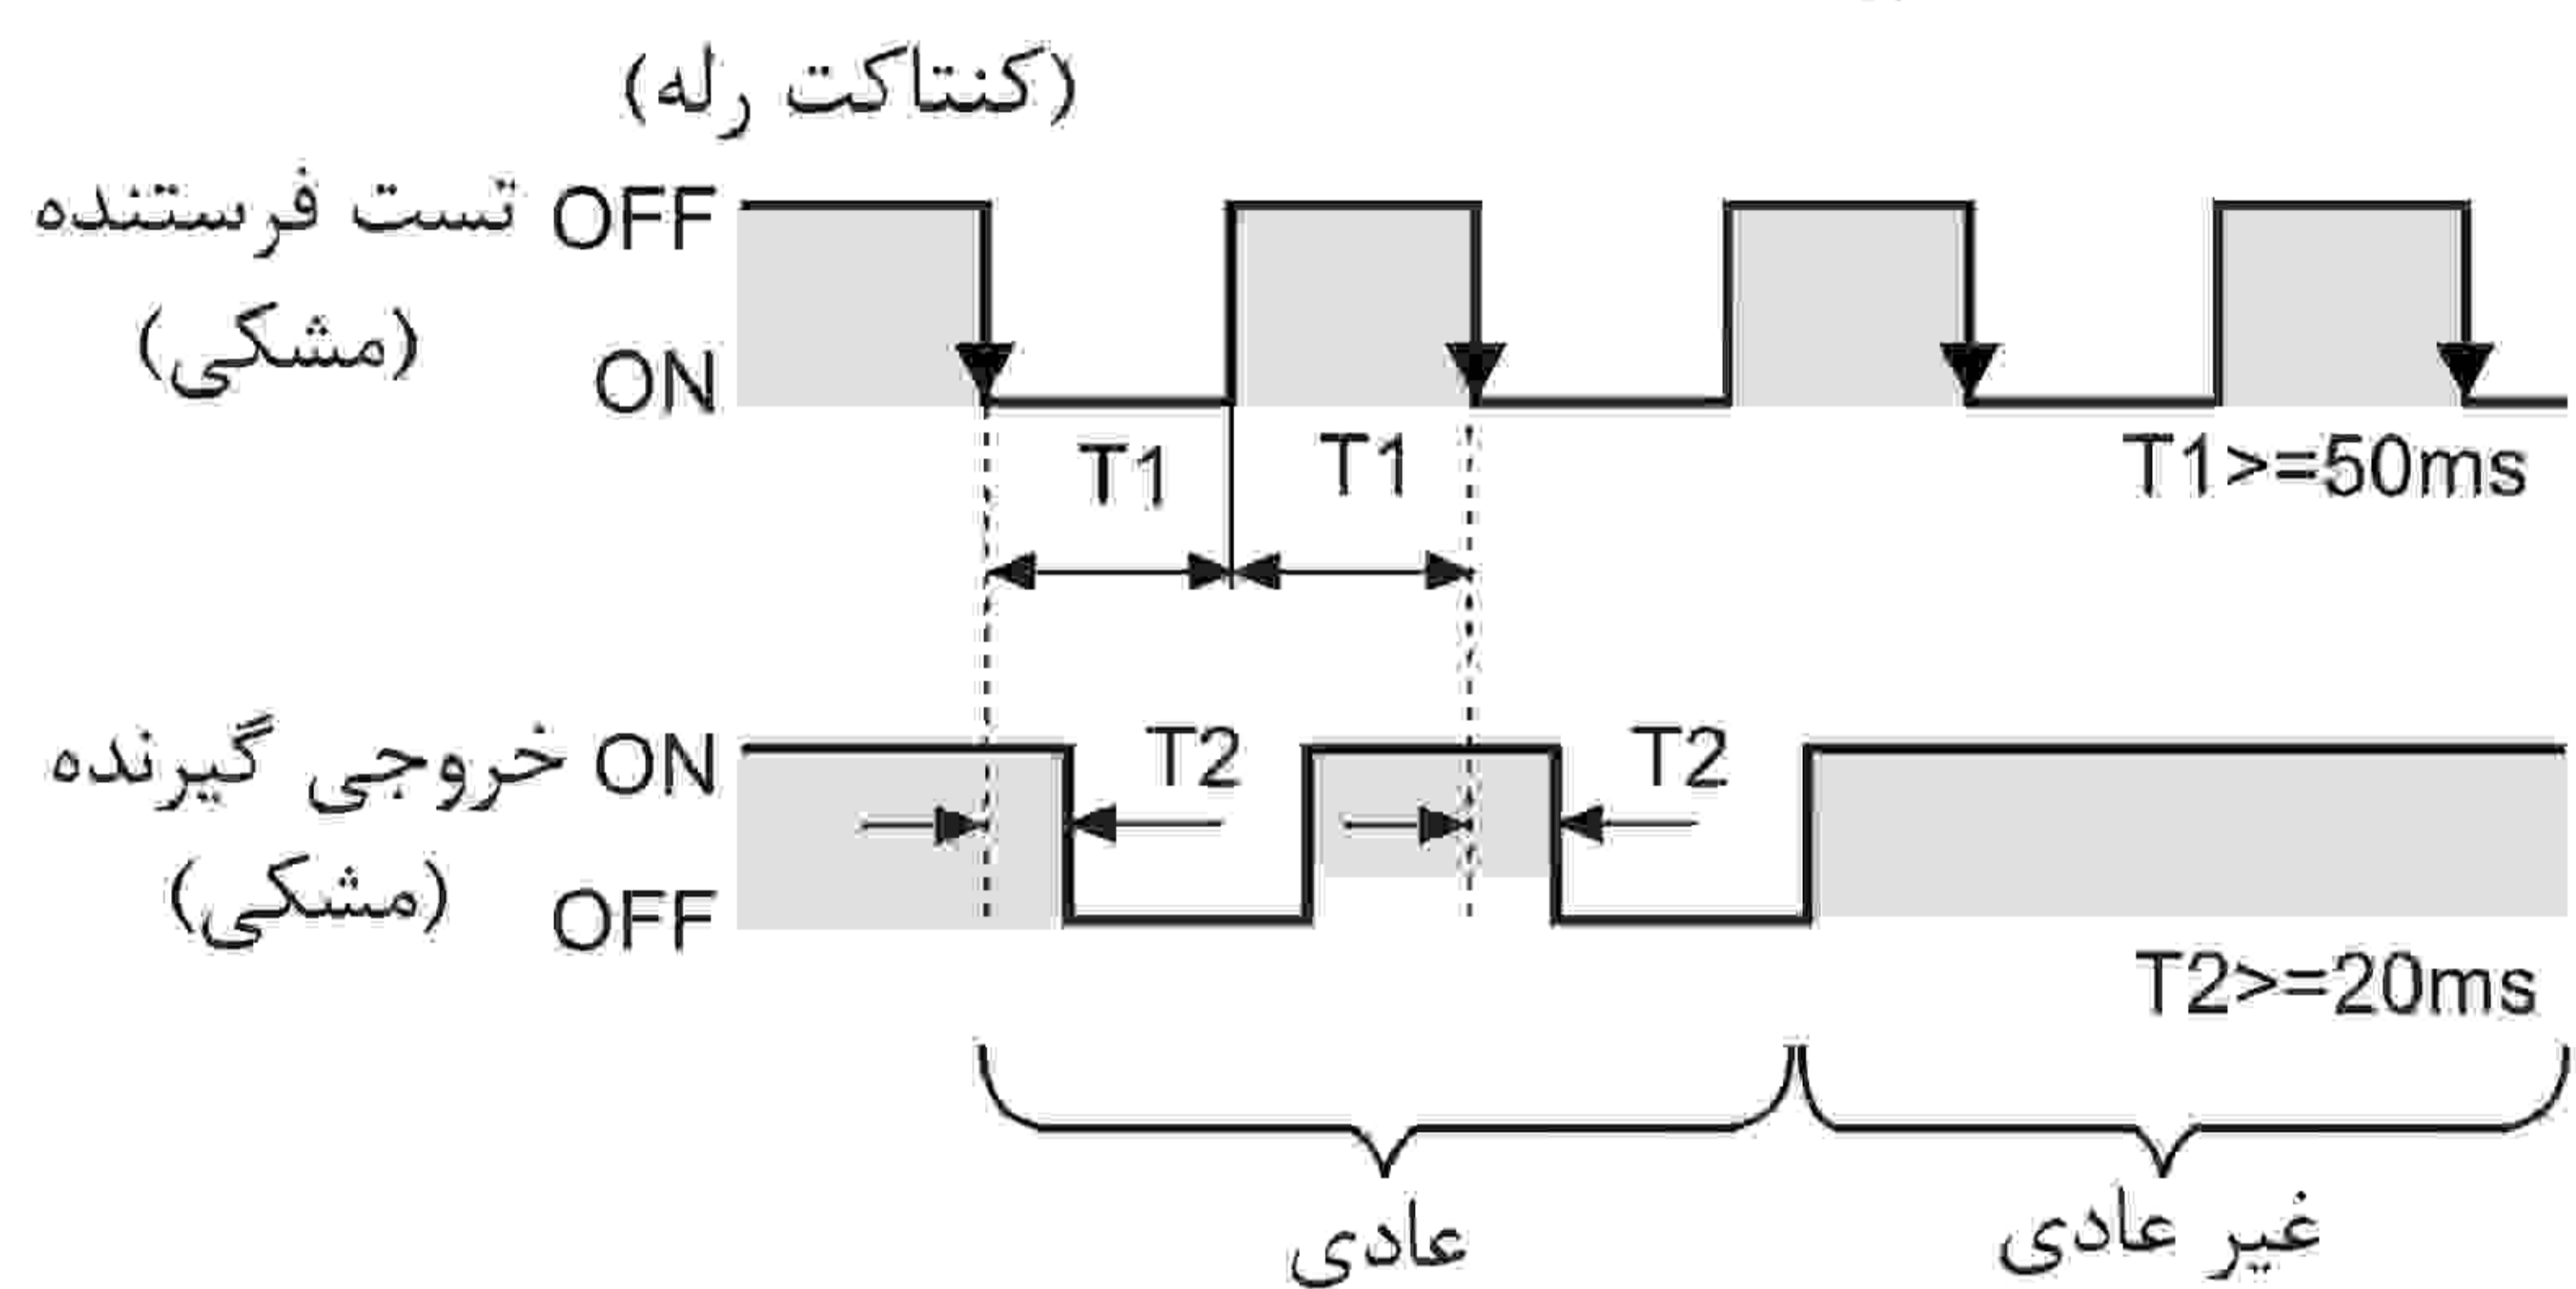 (کنتاکت رله)
تست فرستنده OFF
(مشکی)
ON
T1
T1
T1>=50ms
خروجی گیرنده ON
T2
T2
(مشکی)
OFF
T2>=20ms
عادی
غیر عادی